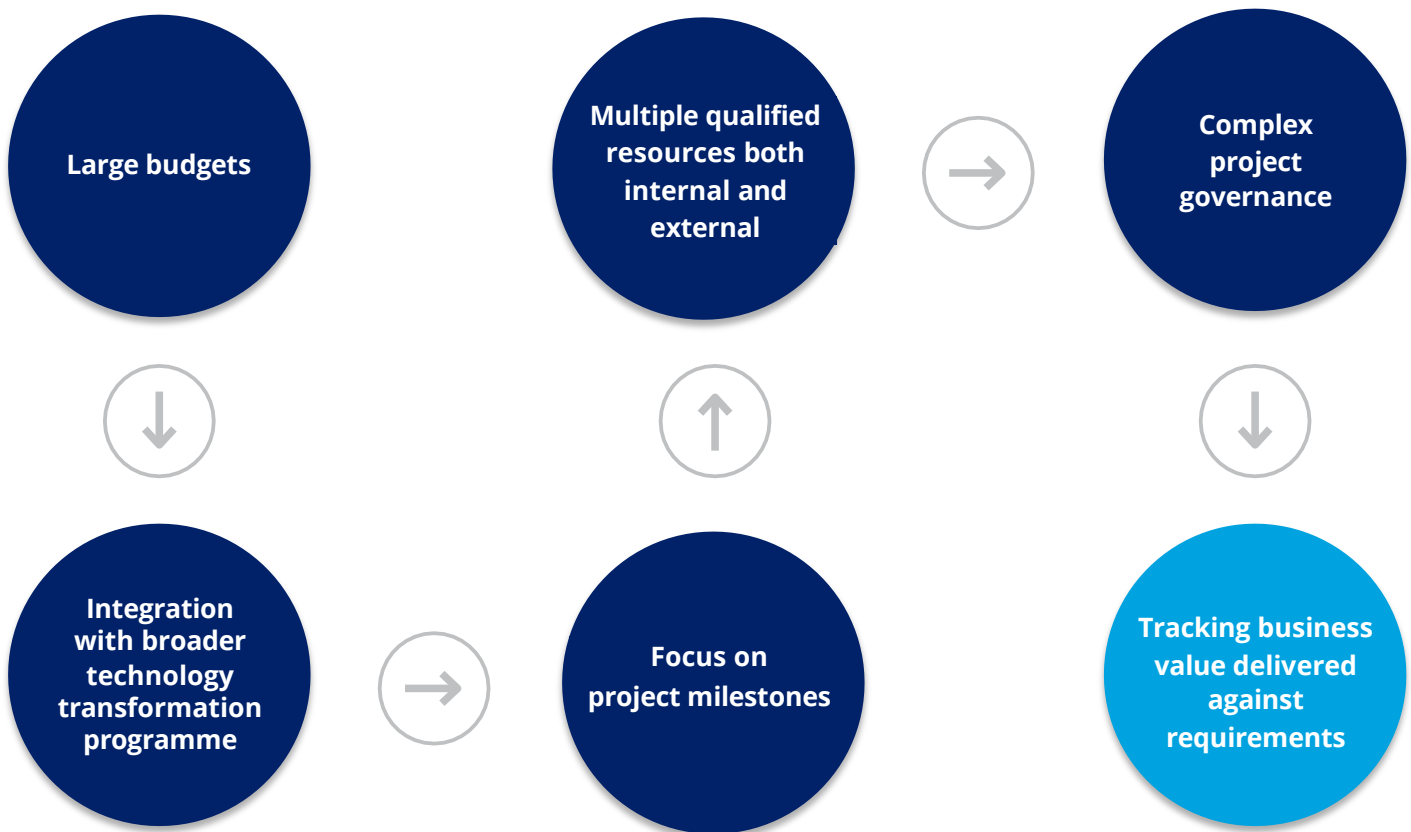 Large budgets
Integration
with broader
technology
transformation
programme
Focus on
project milestones
Multiple qualified
resources both
internal and
external
Complex
project
governance
Tracking business
value delivered
against
requirements